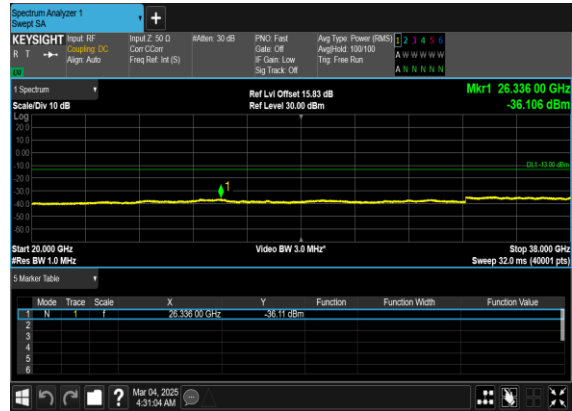 Spectrum Analyzer 1
Swept SA
+
KEYSIGHT Input: RF Input Z: 50 Ω #Atten: 30 dB PNO: Fast Avg Type: Power (RMS) 1 2 3 4 5 6
R T Coupling: DC Corr CCorr Gate: Off Avg|Hold: 100/100 A W W W W W
Align: Auto Freq Ref: Int (S) IF Gain: Low Trig: Free Run A N N N N N
Sig Track: Off
1 Spectrum Ref Lvl Offset 15.83 dB Mkr1 26.336 00 GHz
Scale/Div 10 dB Ref Level 30.00 dBm -36.106 dBm
Log
20.0
10.0
0.00
-10.0 DL1 -13.00 dBm
-20.0
-30.0 1
-40.0
-50.0
-60.0
Start 20.000 GHz Video BW 3.0 MHz* Stop 38.000 GHz
#Res BW 1.0 MHz Sweep 32.0 ms (40001 pts)
5 Marker Table
Mode Trace Scale X Y Function Function Width Function Value
1 N 1 f 26.336 00 GHz -36.11 dBm
2
3
4
5
6
? Mar 04, 2025
4:31:04 AM